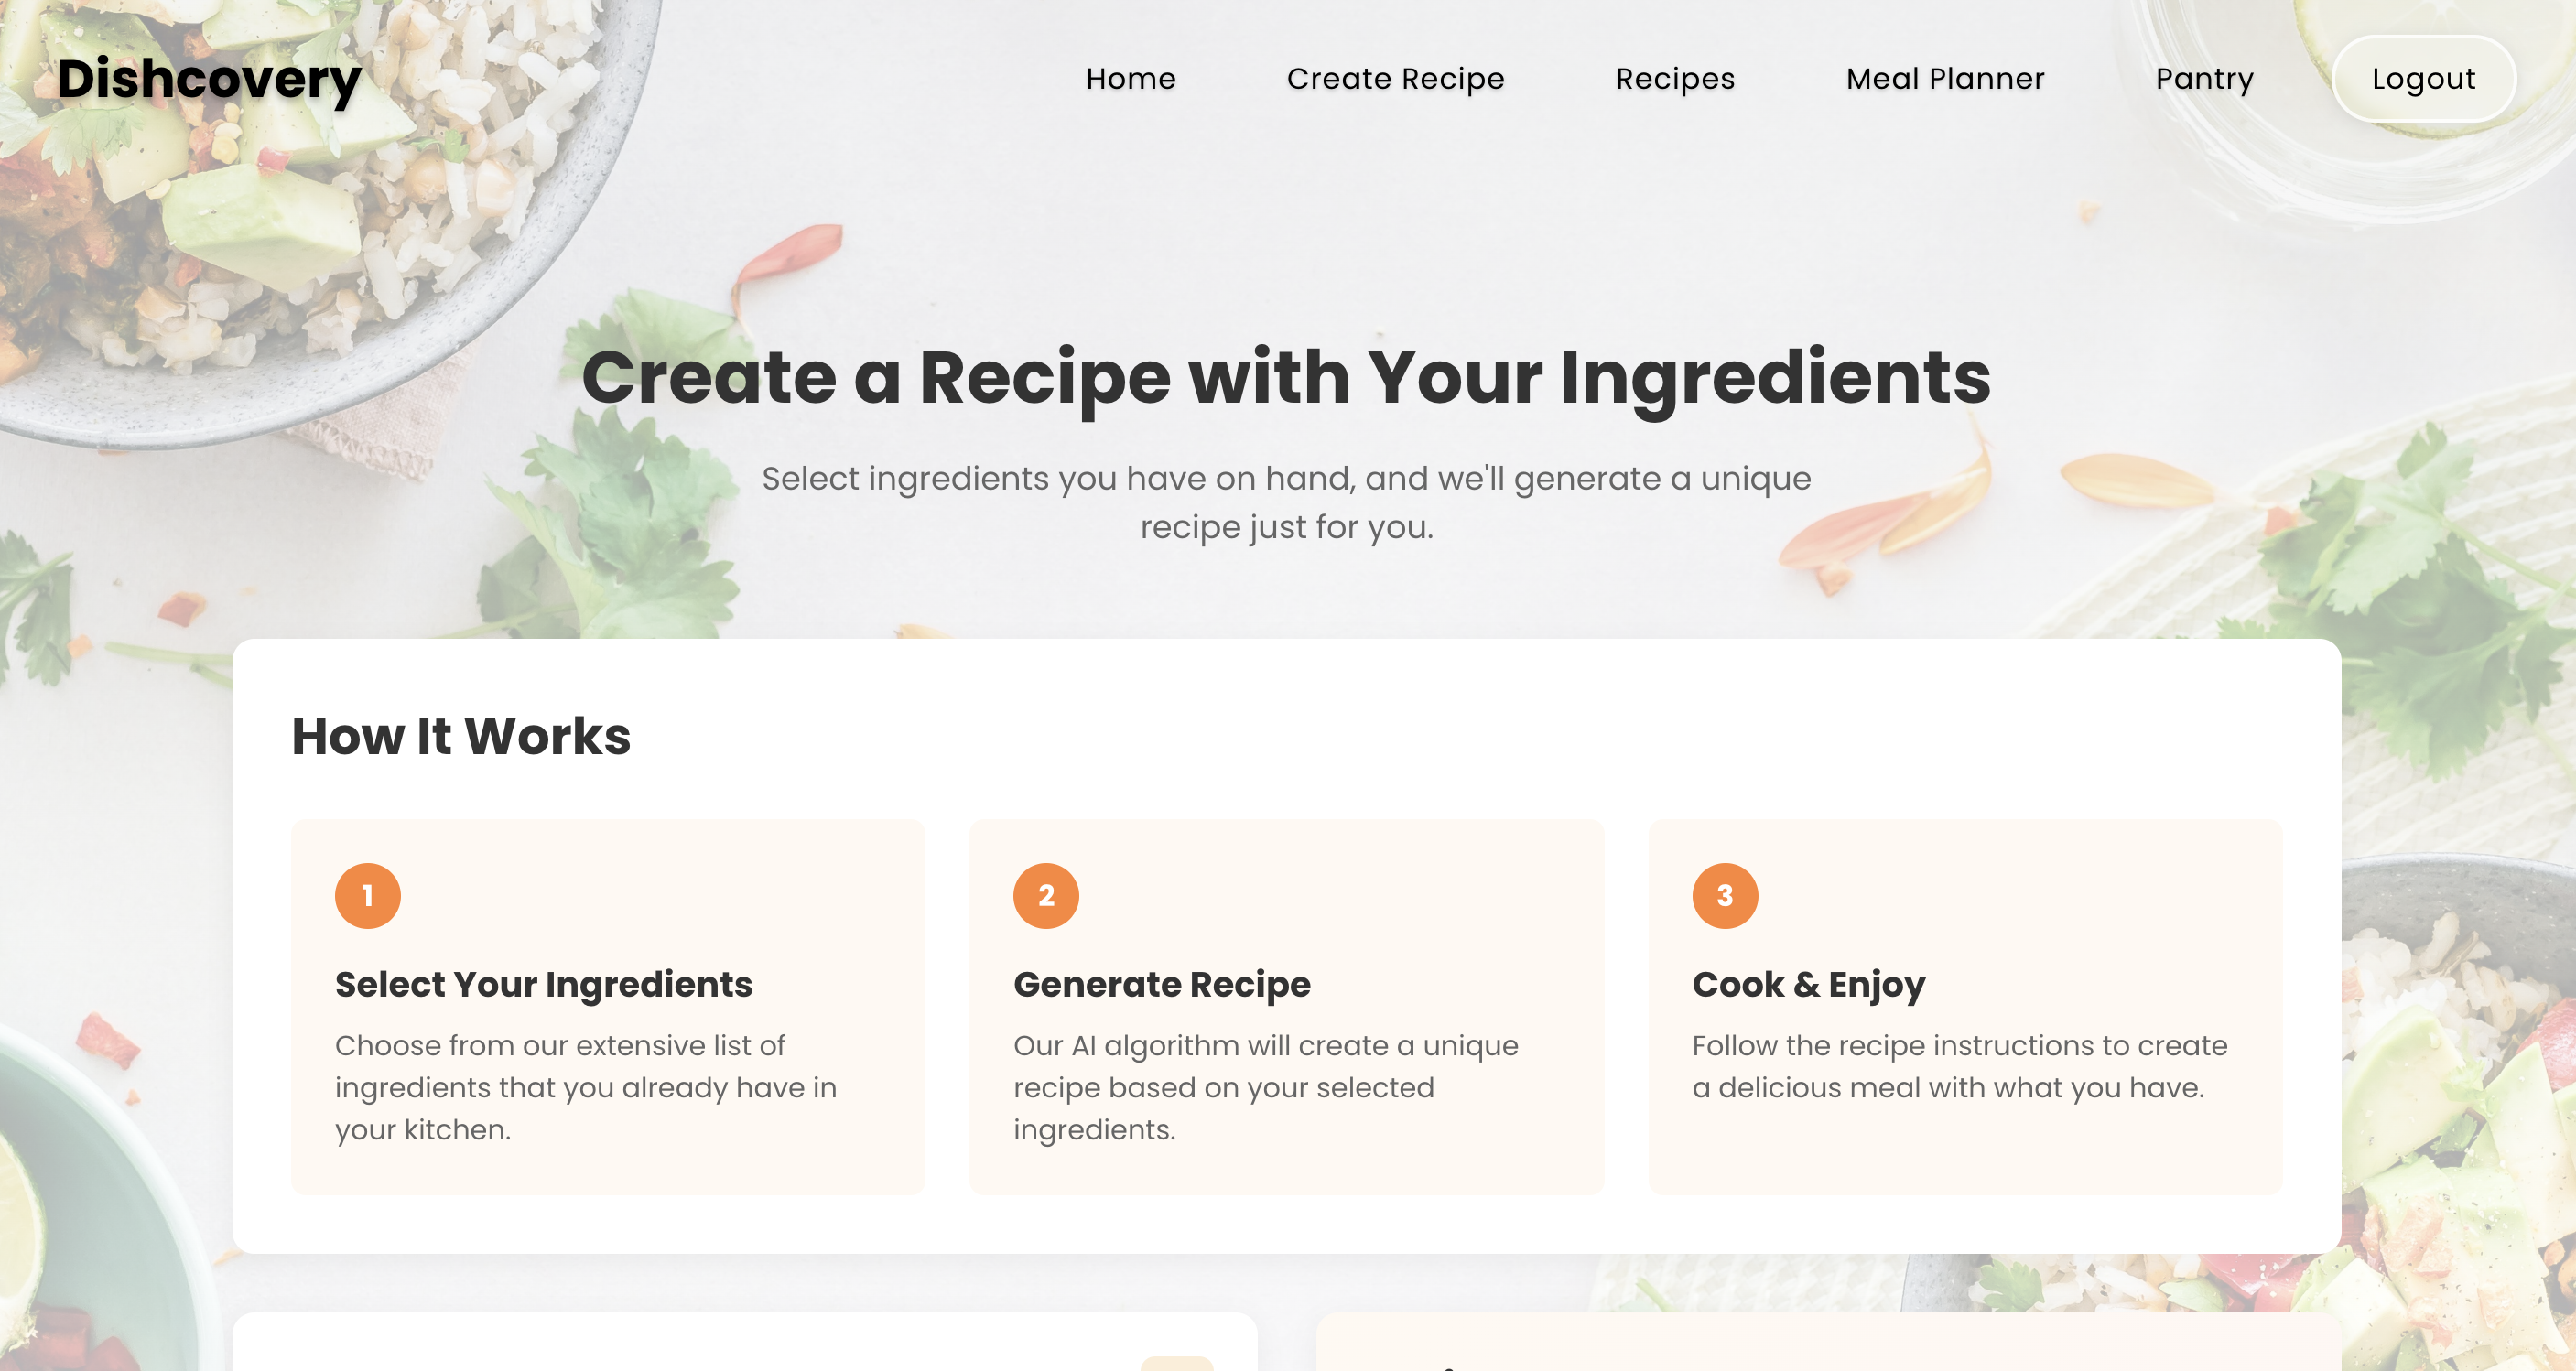 Dishcovery
Home
Create Recipe
Recipes
Meal Planner
Pantry
Logout
Create a Recipe with Your Ingredients
Select ingredients you have on hand, and we'll generate a unique
recipe just for you.
How It Works
1
Select Your Ingredients
Choose from our extensive list of
ingredients that you already have in
your kitchen.
2
Generate Recipe
Our AI algorithm will create a unique
recipe based on your selected
ingredients.
3
Cook & Enjoy
Follow the recipe instructions to create
a delicious meal with what you have.